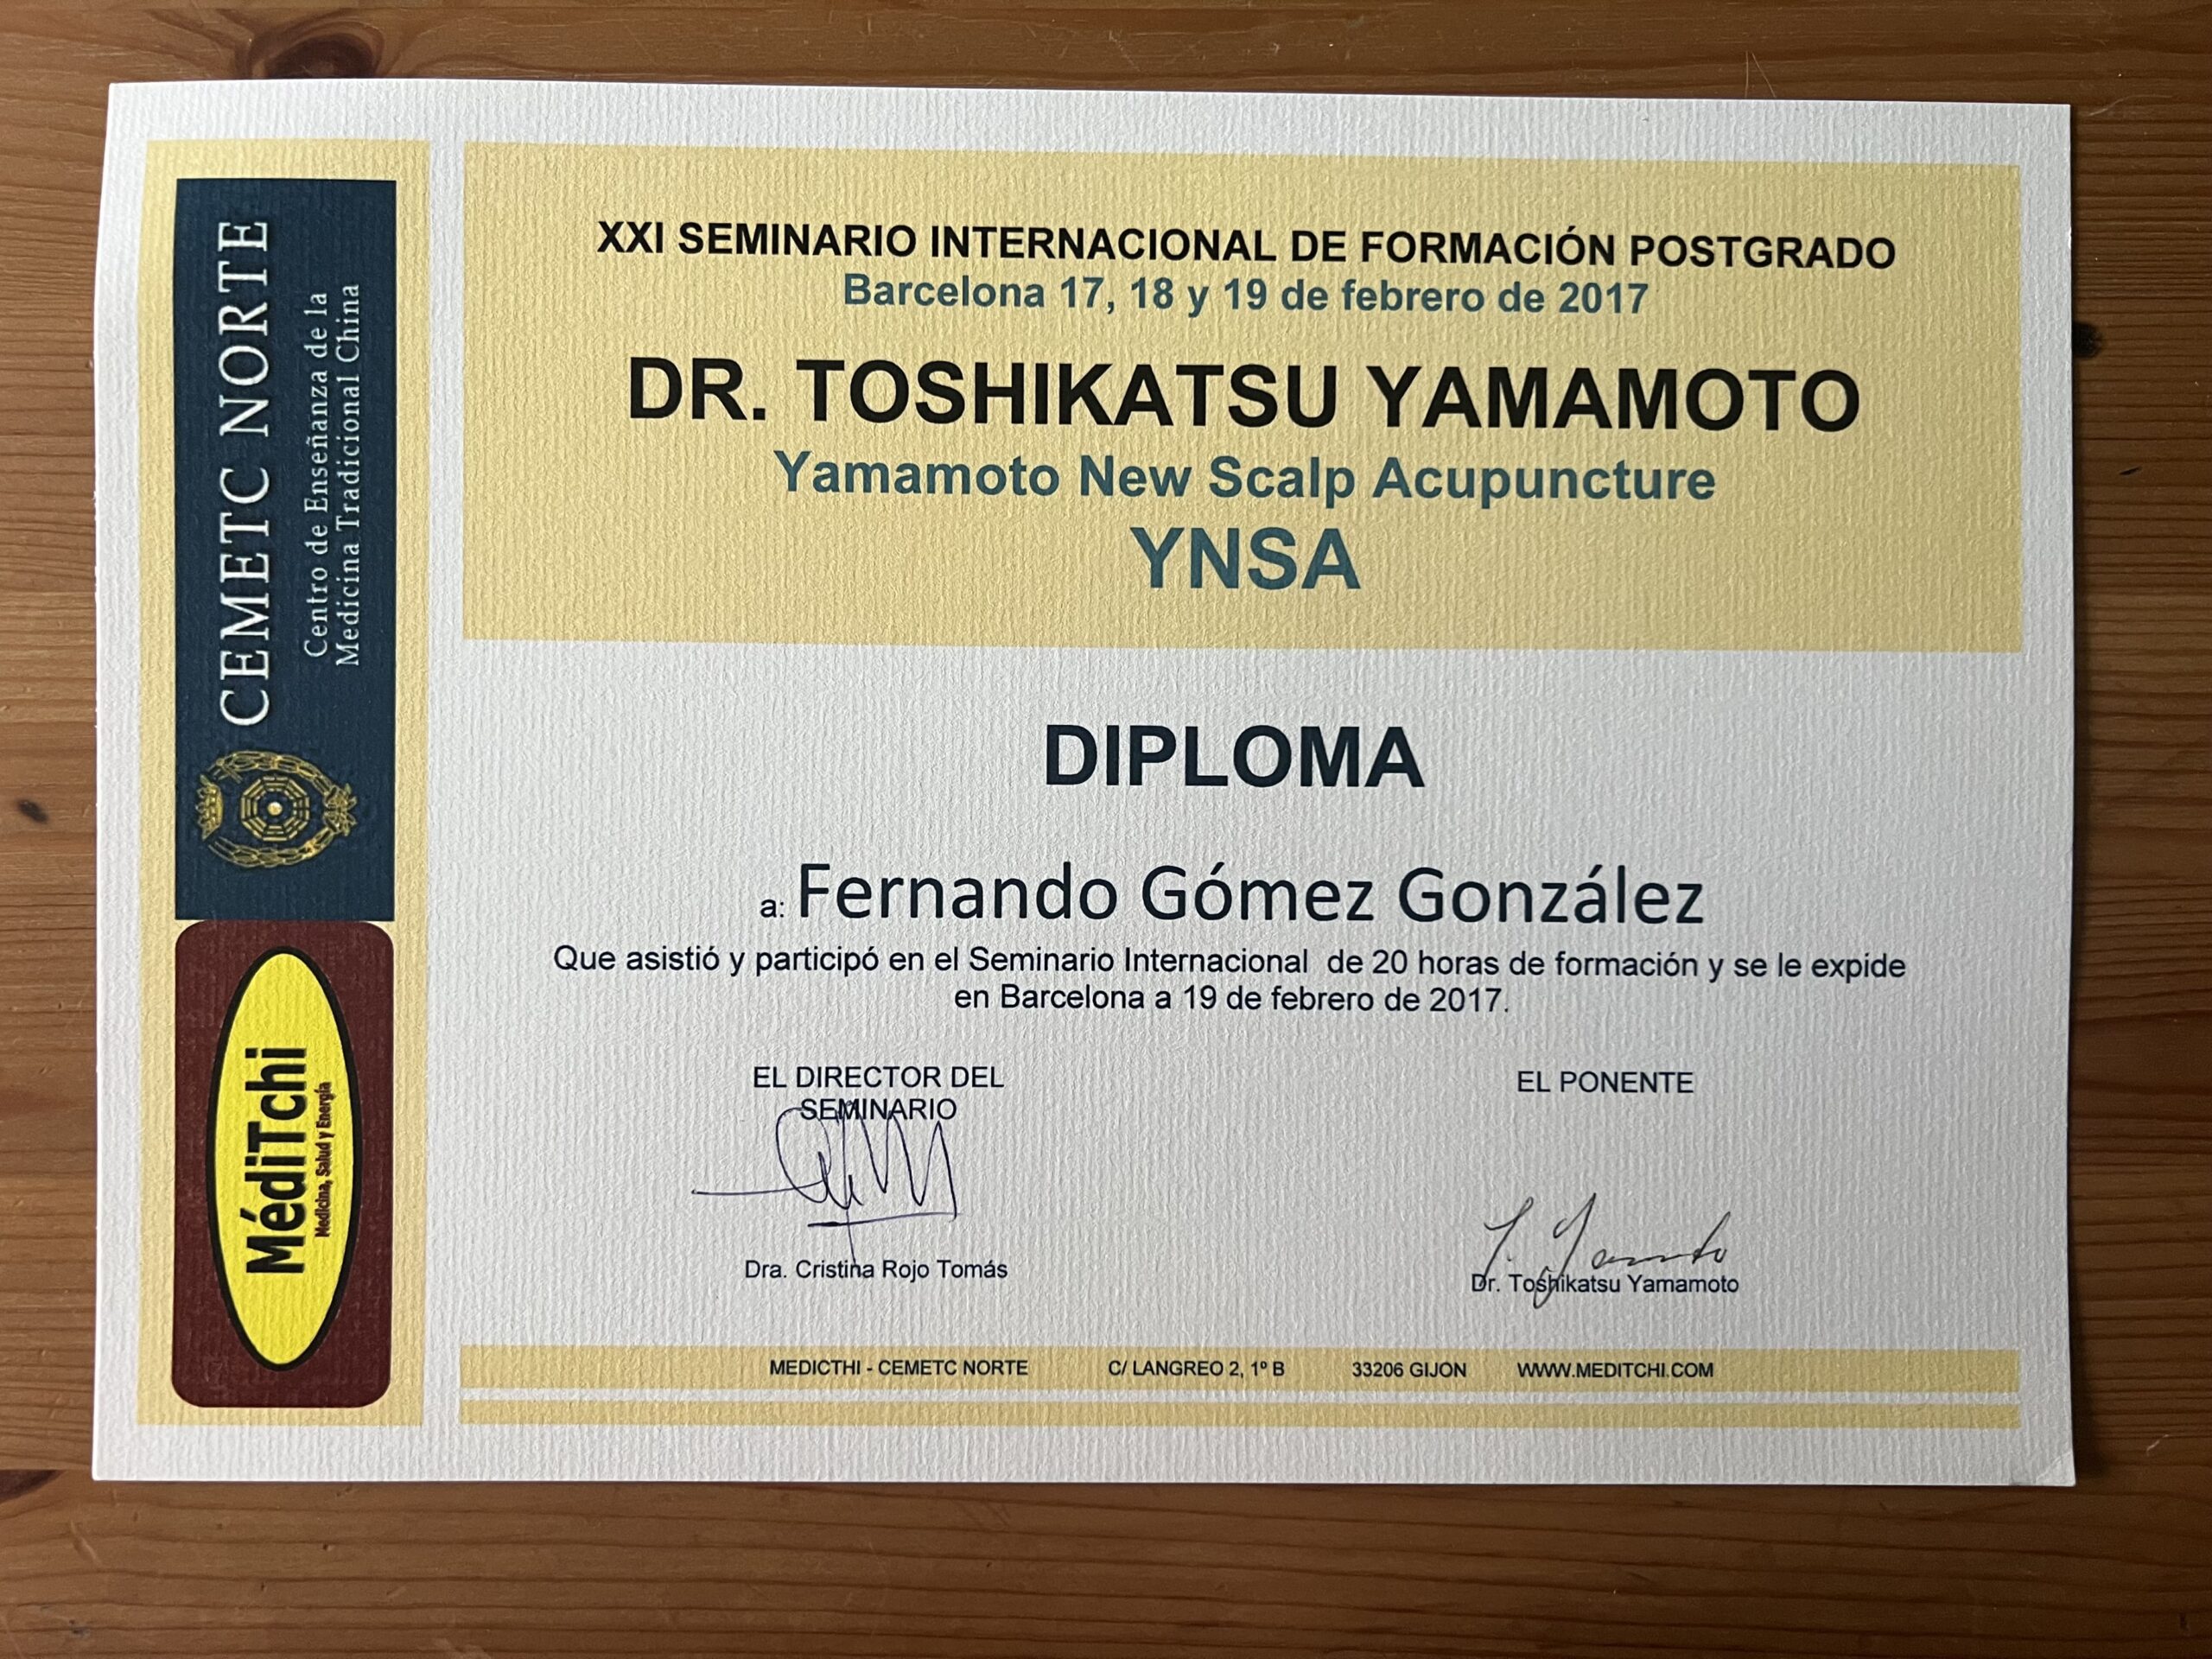 CEMETC NORTE
Centro de Enseñanza de la
Medicina Tradicional China
MédiTchi
Medicina, Salud y Energía
XXI SEMINARIO INTERNACIONAL DE FORMACIÓN POSTGRADO
Barcelona 17, 18 y 19 de febrero de 2017
DR. TOSHIKATSU YAMAMOTO
Yamamoto New Scalp Acupuncture
YNSA
DIPLOMA
a: Fernando Gómez González
Que asistió y participó en el Seminario Internacional de 20 horas de formación y se le expide
en Barcelona a 19 de febrero de 2017.
EL DIRECTOR DEL
SEMINARIO
Dra. Cristina Rojo Tomás
EL PONENTE
T. Yamamoto
Dr. Toshikatsu Yamamoto
MEDICTHI - CEMETC NORTE C/ LANGREO 2, 1º B 33206 GIJON WWW.MEDITCHI.COM